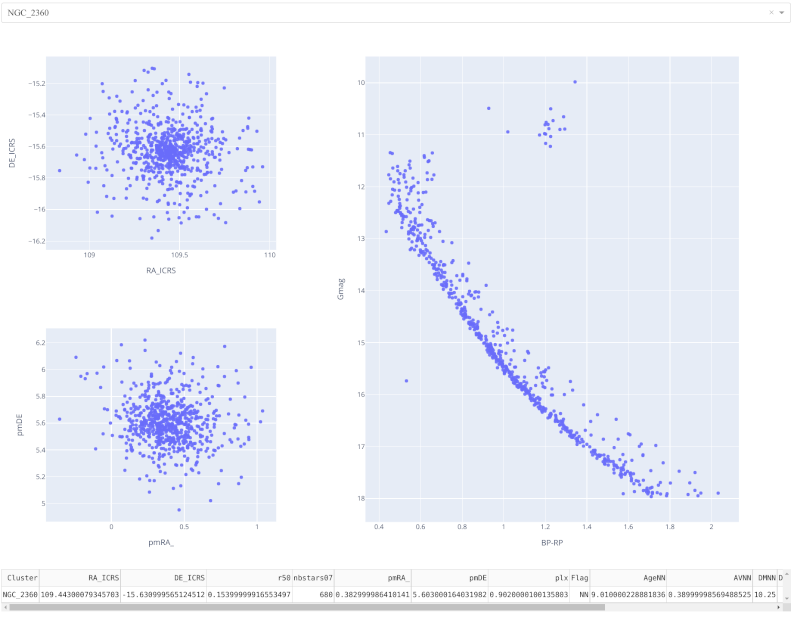 NGC_2360 ×
−15.2
−15.4
−15.6
−15.8
−16
−16.2
DE_ICRS
109 109.5 110
RA_ICRS
6.2
6
5.8
5.6
5.4
5.2
5
pmDE
0 0.5 1
pmRA_
10
11
12
13
14
15
16
17
18
Gmag
0.4 0.6 0.8 1 1.2 1.4 1.6 1.8 2
BP-RP
Cluster RA_ICRS DE_ICRS r50 nbstars07 pmRA_ pmDE plx Flag AgeNN AVNN DMNN D
NGC_2360 109.44300079345703 -15.630999565124512 0.15399999916553497 680 0.382999986410141 5.603000164031982 0.9020000100135803 NN 9.010000228881836 0.38999998569488525 10.25